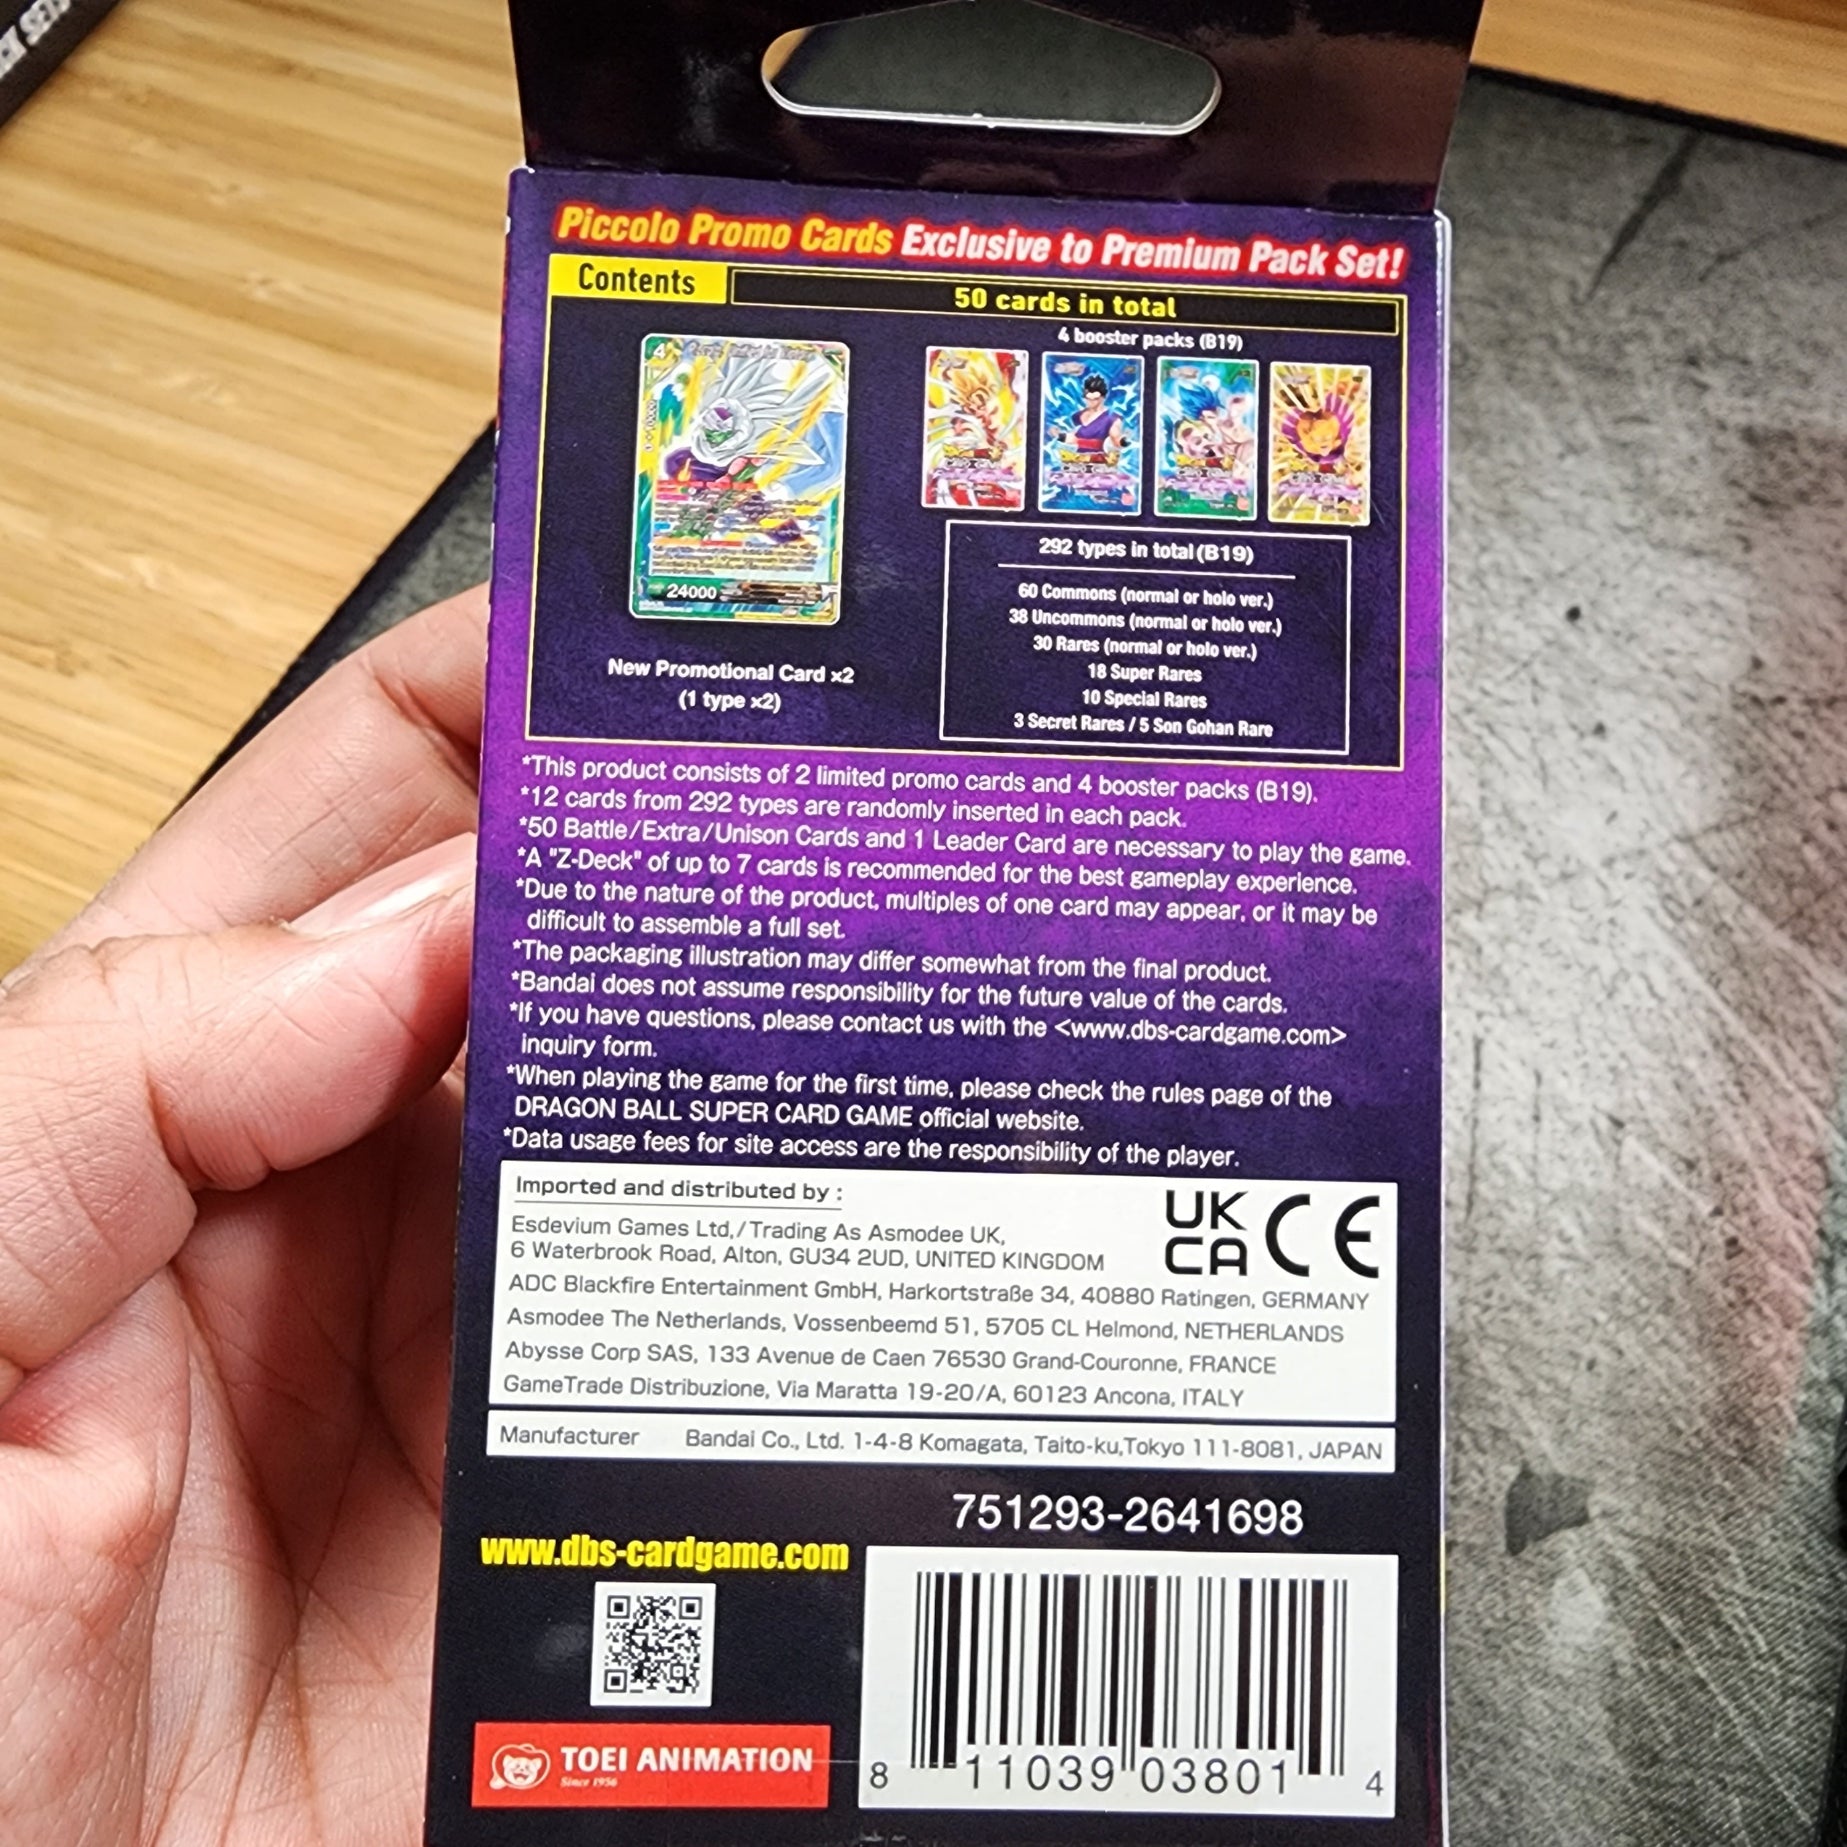 Piccolo Promo Cards Exclusive to Premium Pack Set!
Contents
50 cards in total
4 booster packs (B19)
4
24000
292 types in total (B19)
60 Commons (normal or holo ver.)
38 Uncommons (normal or holo ver.)
30 Rares (normal or holo ver.)
18 Super Rares
10 Special Rares
3 Secret Rares / 5 Son Gohan Rare
New Promotional Card x2
(1 type x2)
*This product consists of 2 limited promo cards and 4 booster packs (B19).
*12 cards from 292 types are randomly inserted in each pack.
*50 Battle/Extra/Unison Cards and 1 Leader Card are necessary to play the game.
*A "Z-Deck" of up to 7 cards is recommended for the best gameplay experience.
*Due to the nature of the product, multiples of one card may appear, or it may be
difficult to assemble a full set.
*The packaging illustration may differ somewhat from the final product.
*Bandai does not assume responsibility for the future value of the cards.
*If you have questions, please contact us with the <www.dbs-cardgame.com>
inquiry form.
*When playing the game for the first time, please check the rules page of the
DRAGON BALL SUPER CARD GAME official website.
*Data usage fees for site access are the responsibility of the player.
Imported and distributed by :
Esdevium Games Ltd,/Trading As Asmodee UK,
6 Waterbrook Road, Alton, GU34 2UD, UNITED KINGDOM
UK
CA
CE
ADC Blackfire Entertainment GmbH, Harkortstraße 34, 40880 Ratingen, GERMANY
Asmodee The Netherlands, Vossenbeemd 51, 5705 CL Helmond, NETHERLANDS
Abysse Corp SAS, 133 Avenue de Caen 76530 Grand-Couronne, FRANCE
GameTrade Distribuzione, Via Maratta 19-20/A, 60123 Ancona, ITALY
Manufacturer Bandai Co., Ltd. 1-4-8 Komagata, Taito-ku,Tokyo 111-8081, JAPAN
751293-2641698
www.dbs-cardgame.com
TOEI ANIMATION
Since 1956
8 11039 03801 4